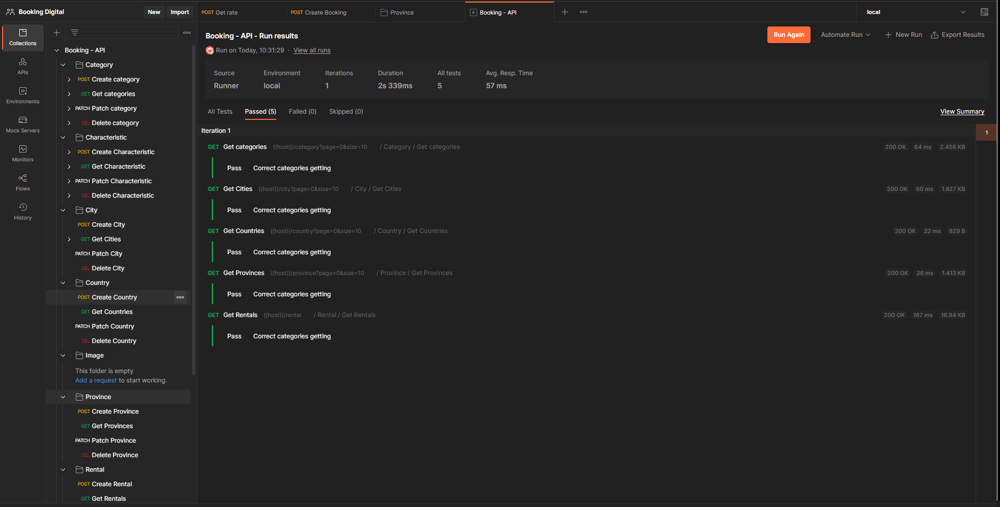 Booking Digital
New
Import
POST Get rate
POST Create Booking
Province
Booking - API
local
Collections
APIs
Environments
Mock Servers
Monitors
Flows
History
Booking - API
Category
POST Create category
GET Get categories
PATCH Patch category
DEL Delete category
Characteristic
POST Create Characteristic
GET Get Characteristic
PATCH Patch Characteristic
DEL Delete Characteristic
City
POST Create City
GET Get Cities
PATCH Patch City
DEL Delete City
Country
POST Create Country
GET Get Countries
PATCH Patch Country
DEL Delete Country
Image
This folder is empty
Add a request to start working.
Province
POST Create Province
GET Get Provinces
PATCH Patch Province
DEL Delete Province
Rental
POST Create Rental
GET Get Rentals
Booking - API - Run results
Run Again
Automate Run
New Run
Export Results
Run on Today, 10:31:29 · View all runs
Source Environment Iterations Duration All tests Avg. Resp. Time
Runner local 1 2s 339ms 5 57 ms
All Tests Passed (5) Failed (0) Skipped (0) View Summary
Iteration 1
1
GET Get categories {{host}}/category?page=0&size=10 / Category / Get categories 200 OK 64 ms 2.456 KB
Pass Correct categories getting
GET Get Cities {{host}}/city?page=0&size=10 / City / Get Cities 200 OK 60 ms 1.827 KB
Pass Correct categories getting
GET Get Countries {{host}}/country?page=0&size=10 / Country / Get Countries 200 OK 22 ms 829 B
Pass Correct categories getting
GET Get Provinces {{host}}/province?page=0&size=10 / Province / Get Provinces 200 OK 26 ms 1.413 KB
Pass Correct categories getting
GET Get Rentals {{host}}/rental / Rental / Get Rentals 200 OK 167 ms 16.84 KB
Pass Correct categories getting